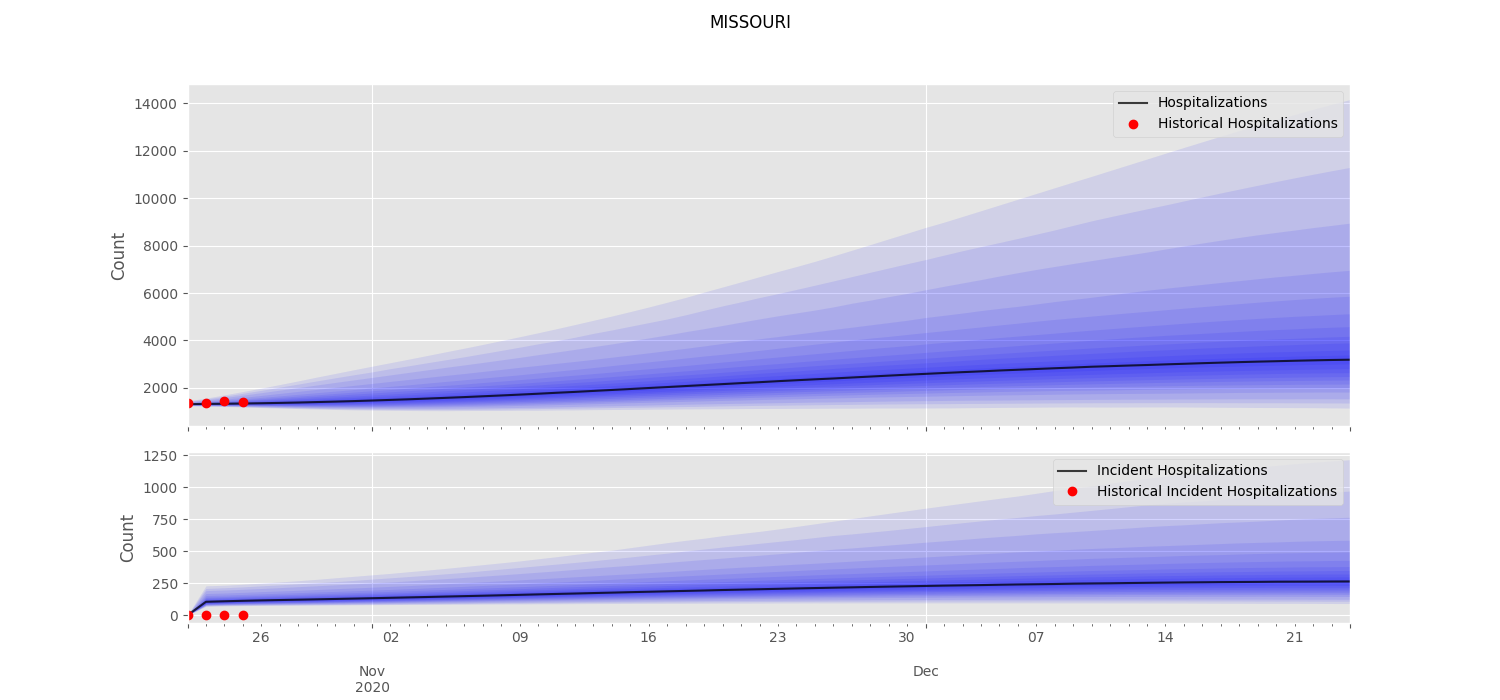 MISSOURI
14000
12000
10000
8000
6000
4000
2000
Count
Hospitalizations
Historical Hospitalizations
1250
1000
750
500
250
0
Count
Incident Hospitalizations
Historical Incident Hospitalizations
26 02 09 16 23 30 07 14 21
Nov Dec
2020